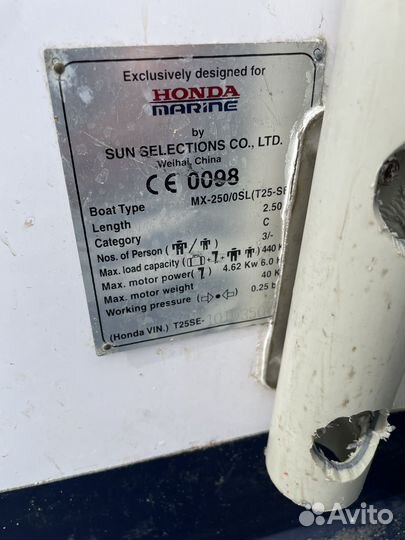 Exclusively designed for
HONDA
MARINE
by
SUN SELECTIONS CO., LTD.
Weihai, China
CE 0098
Boat Type MX-250/0SL(T25-SE
Length 2.50
Category C
Nos. of Person ( / ) 3/-
Max. load capacity ( + + ) 440 K
Max. motor power ( ) 4.62 Kw 6.0
Max. motor weight 40 K
Working pressure ( ) 0.25 b
(Honda VIN.) T25SE-
Avito